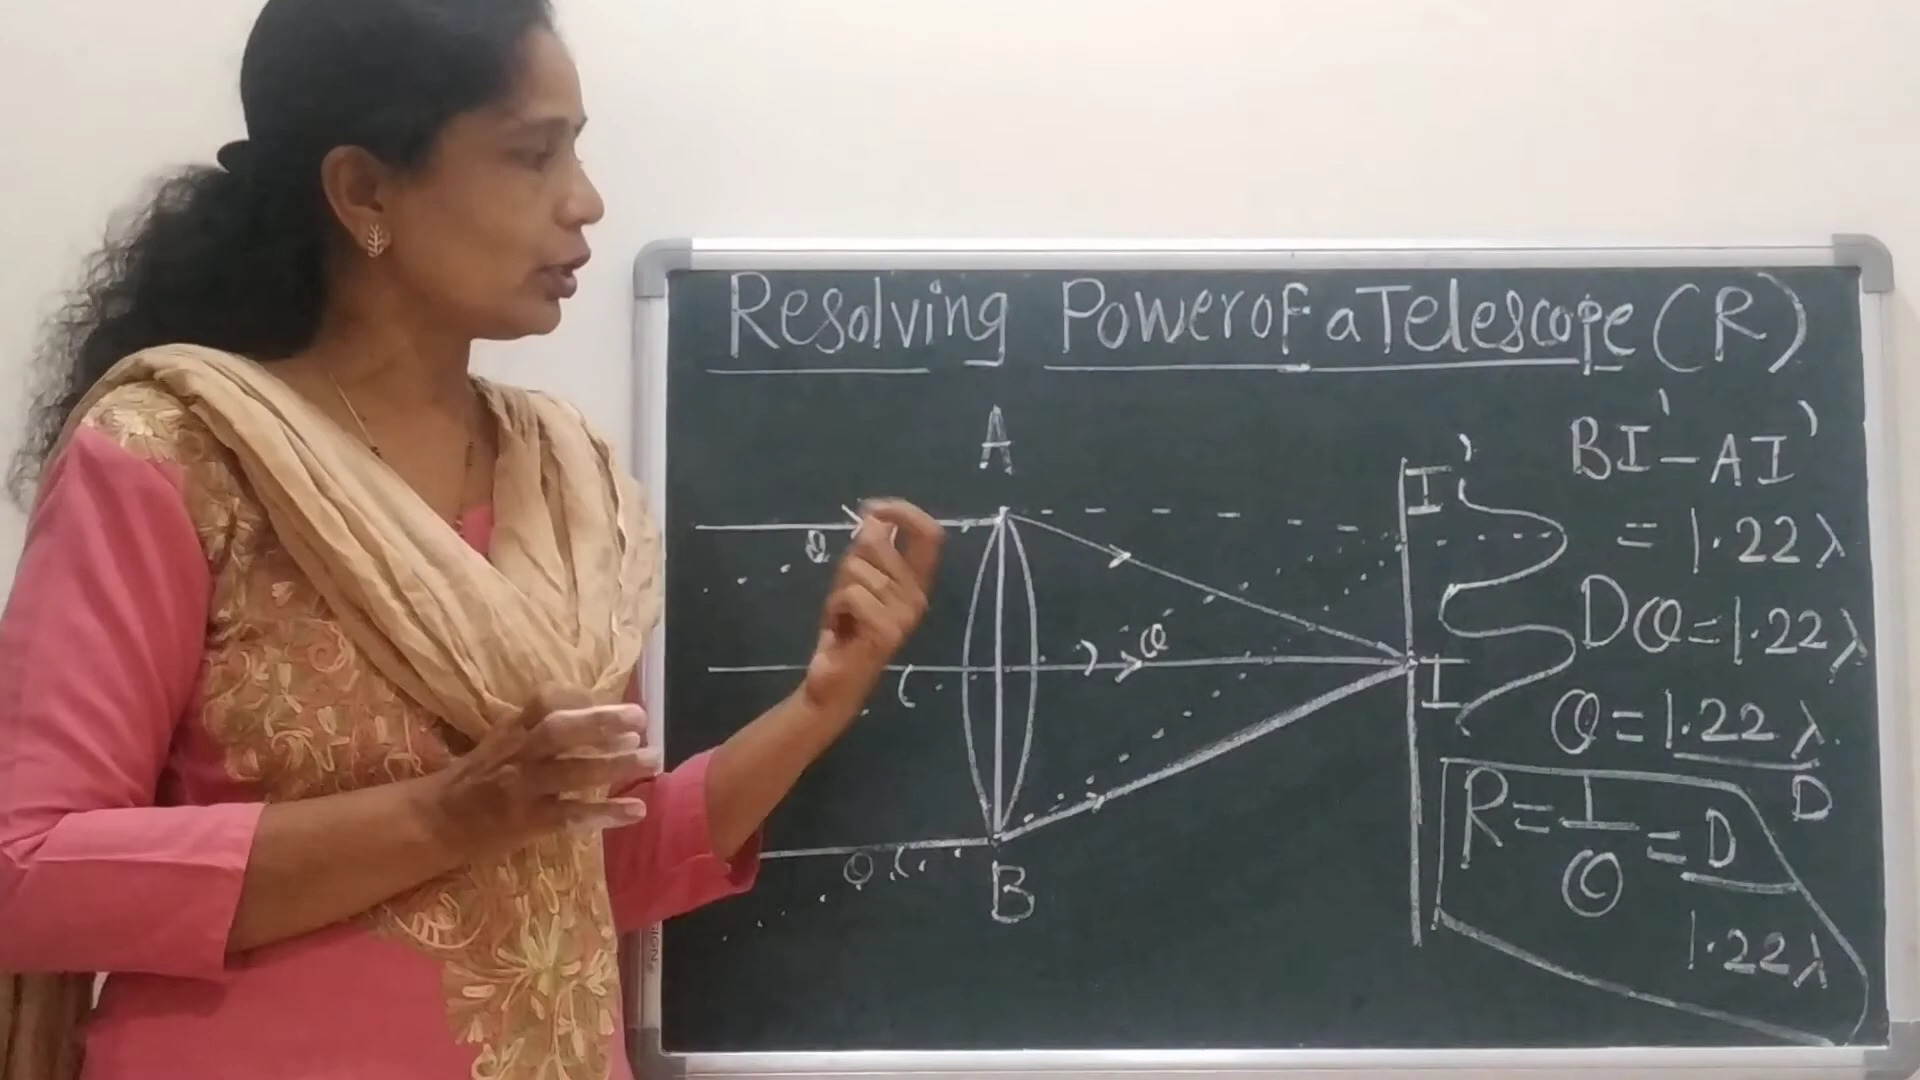 Resolving Power of a Telescope (R)
A
I'
BI' - AI'
= 1.22λ
Dθ = 1.22λ
θ
θ
I
θ = 1.22λ
D
R = 1/θ = D
1.22λ
θ
B